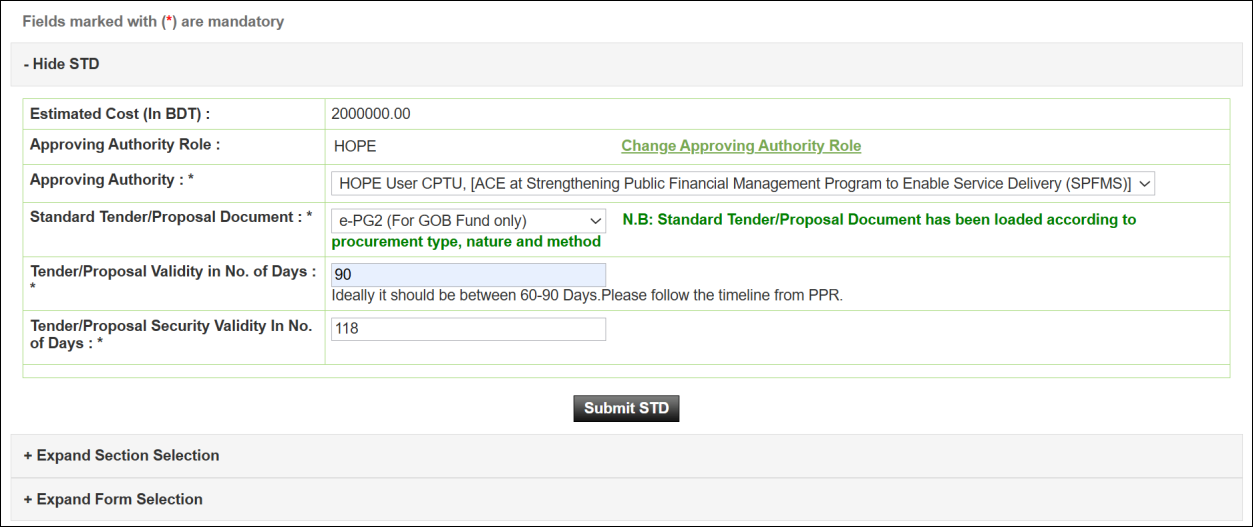 Fields marked with (*) are mandatory
- Hide STD
Estimated Cost (In BDT) : 2000000.00
Approving Authority Role : HOPE Change Approving Authority Role
Approving Authority : * HOPE User CPTU, [ACE at Strengthening Public Financial Management Program to Enable Service Delivery (SPFMS)]
Standard Tender/Proposal Document : * e-PG2 (For GOB Fund only) N.B: Standard Tender/Proposal Document has been loaded according to
procurement type, nature and method
Tender/Proposal Validity in No. of Days : 90
* Ideally it should be between 60-90 Days.Please follow the timeline from PPR.
Tender/Proposal Security Validity In No. 118
of Days : *
Submit STD
+ Expand Section Selection
+ Expand Form Selection